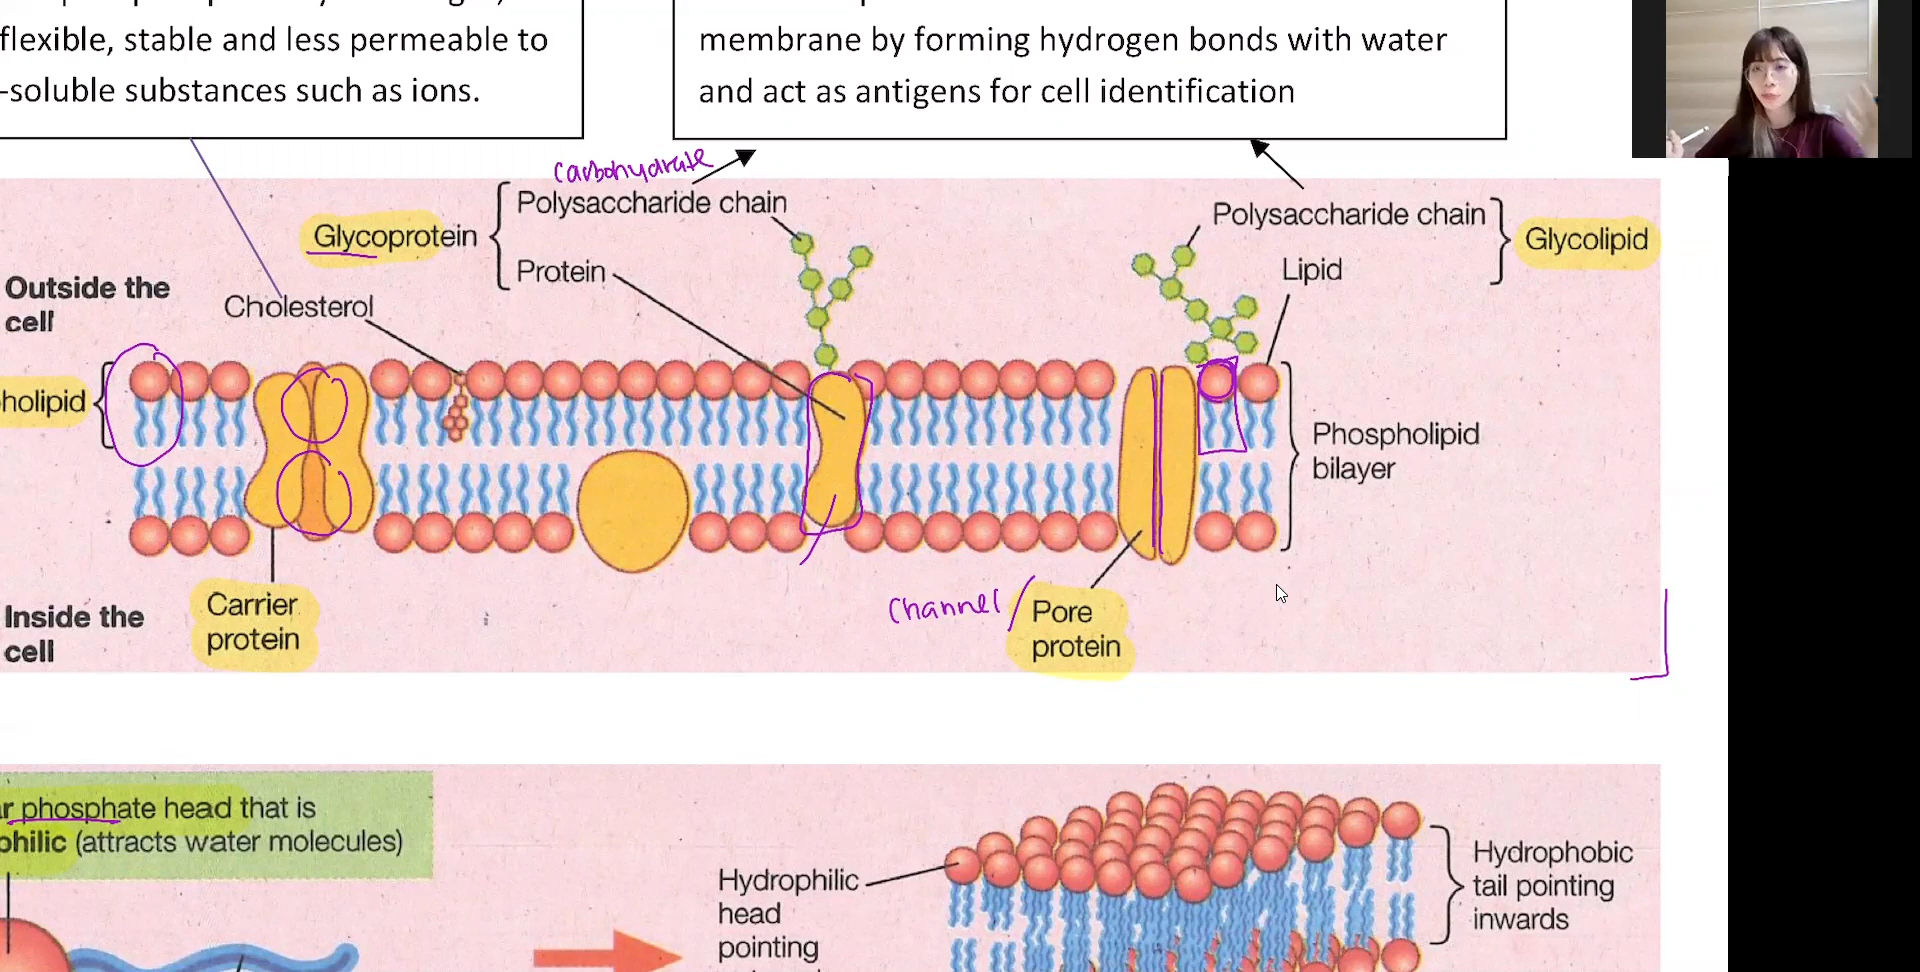 flexible, stable and less permeable to
-soluble substances such as ions.
membrane by forming hydrogen bonds with water
and act as antigens for cell identification
carbohydrate
Glycoprotein
Polysaccharide chain
Protein
Polysaccharide chain
Lipid
Glycolipid
Outside the
cell
Cholesterol
holipid
Phospholipid
bilayer
Carrier
protein
Inside the
cell
Channel /
Pore
protein
r phosphate head that is
philic (attracts water molecules)
Hydrophilic
head
pointing
Hydrophobic
tail pointing
inwards